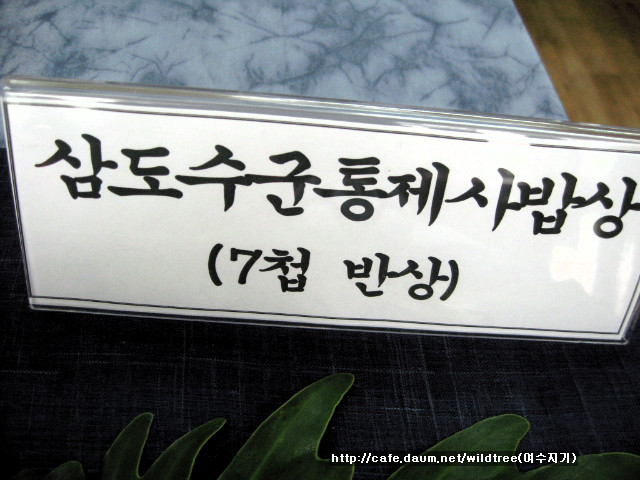 삼도수군통제사밥상
(7첩 반상)
http://cafe.daum.net/wildtree(여수지기)